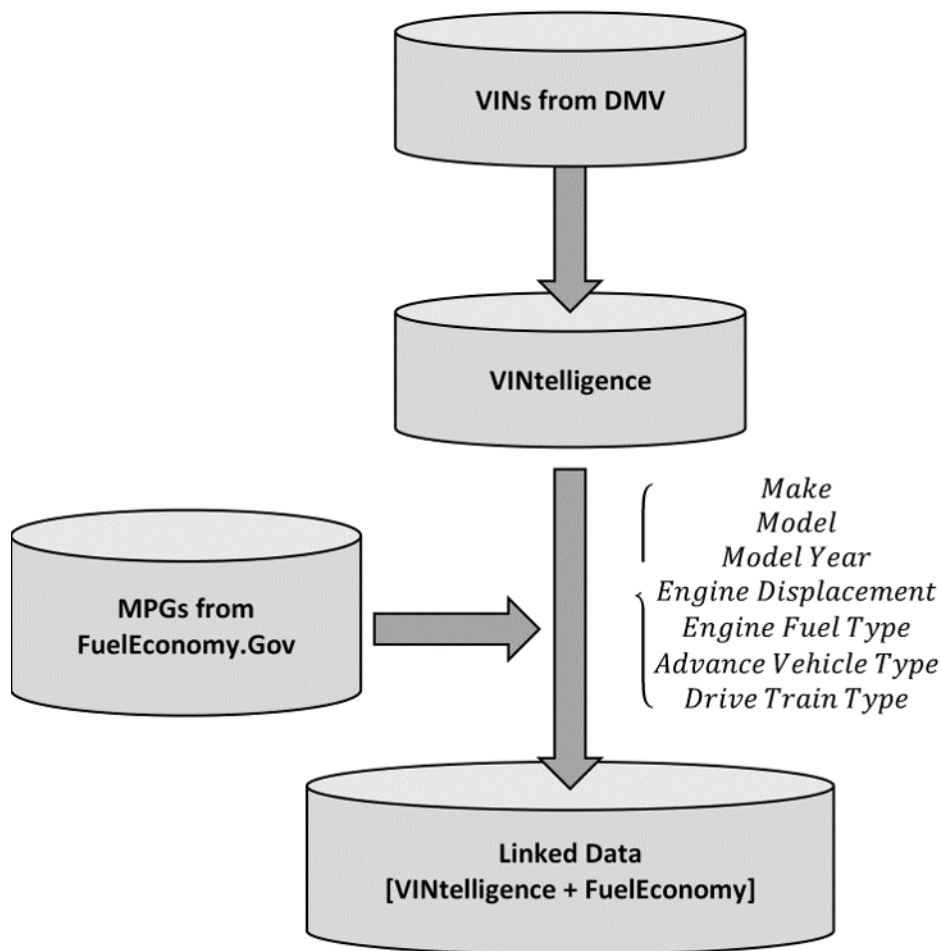 VINs from DMV
VINtelligence
Make
Model
Model Year
Engine Displacement
Engine Fuel Type
Advance Vehicle Type
Drive Train Type
MPGs from
FuelEconomy.Gov
Linked Data
[VINtelligence + FuelEconomy]